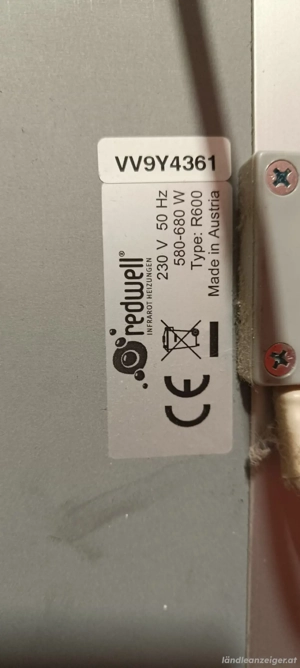 VV9Y4361
redwell®
INFRAROT HEIZUNGEN
230 V 50 Hz
580-680 W
Type: R600
Made in Austria
CE
ländleanzeiger.at